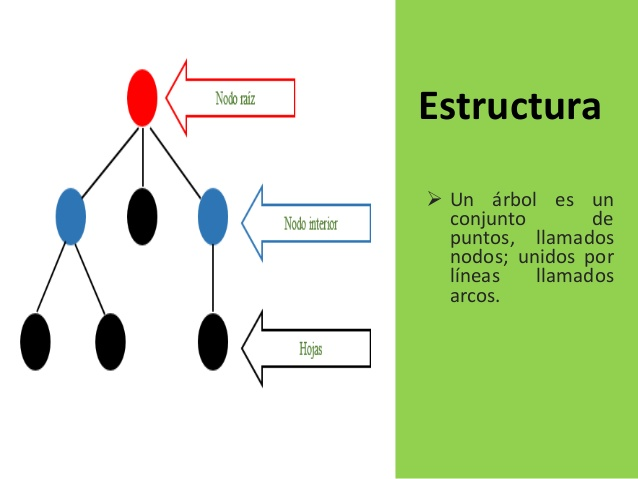 Nodo raíz
Nodo interior
Hojas
Estructura
➢ Un árbol es un
conjunto de
puntos, llamados
nodos; unidos por
líneas llamados
arcos.